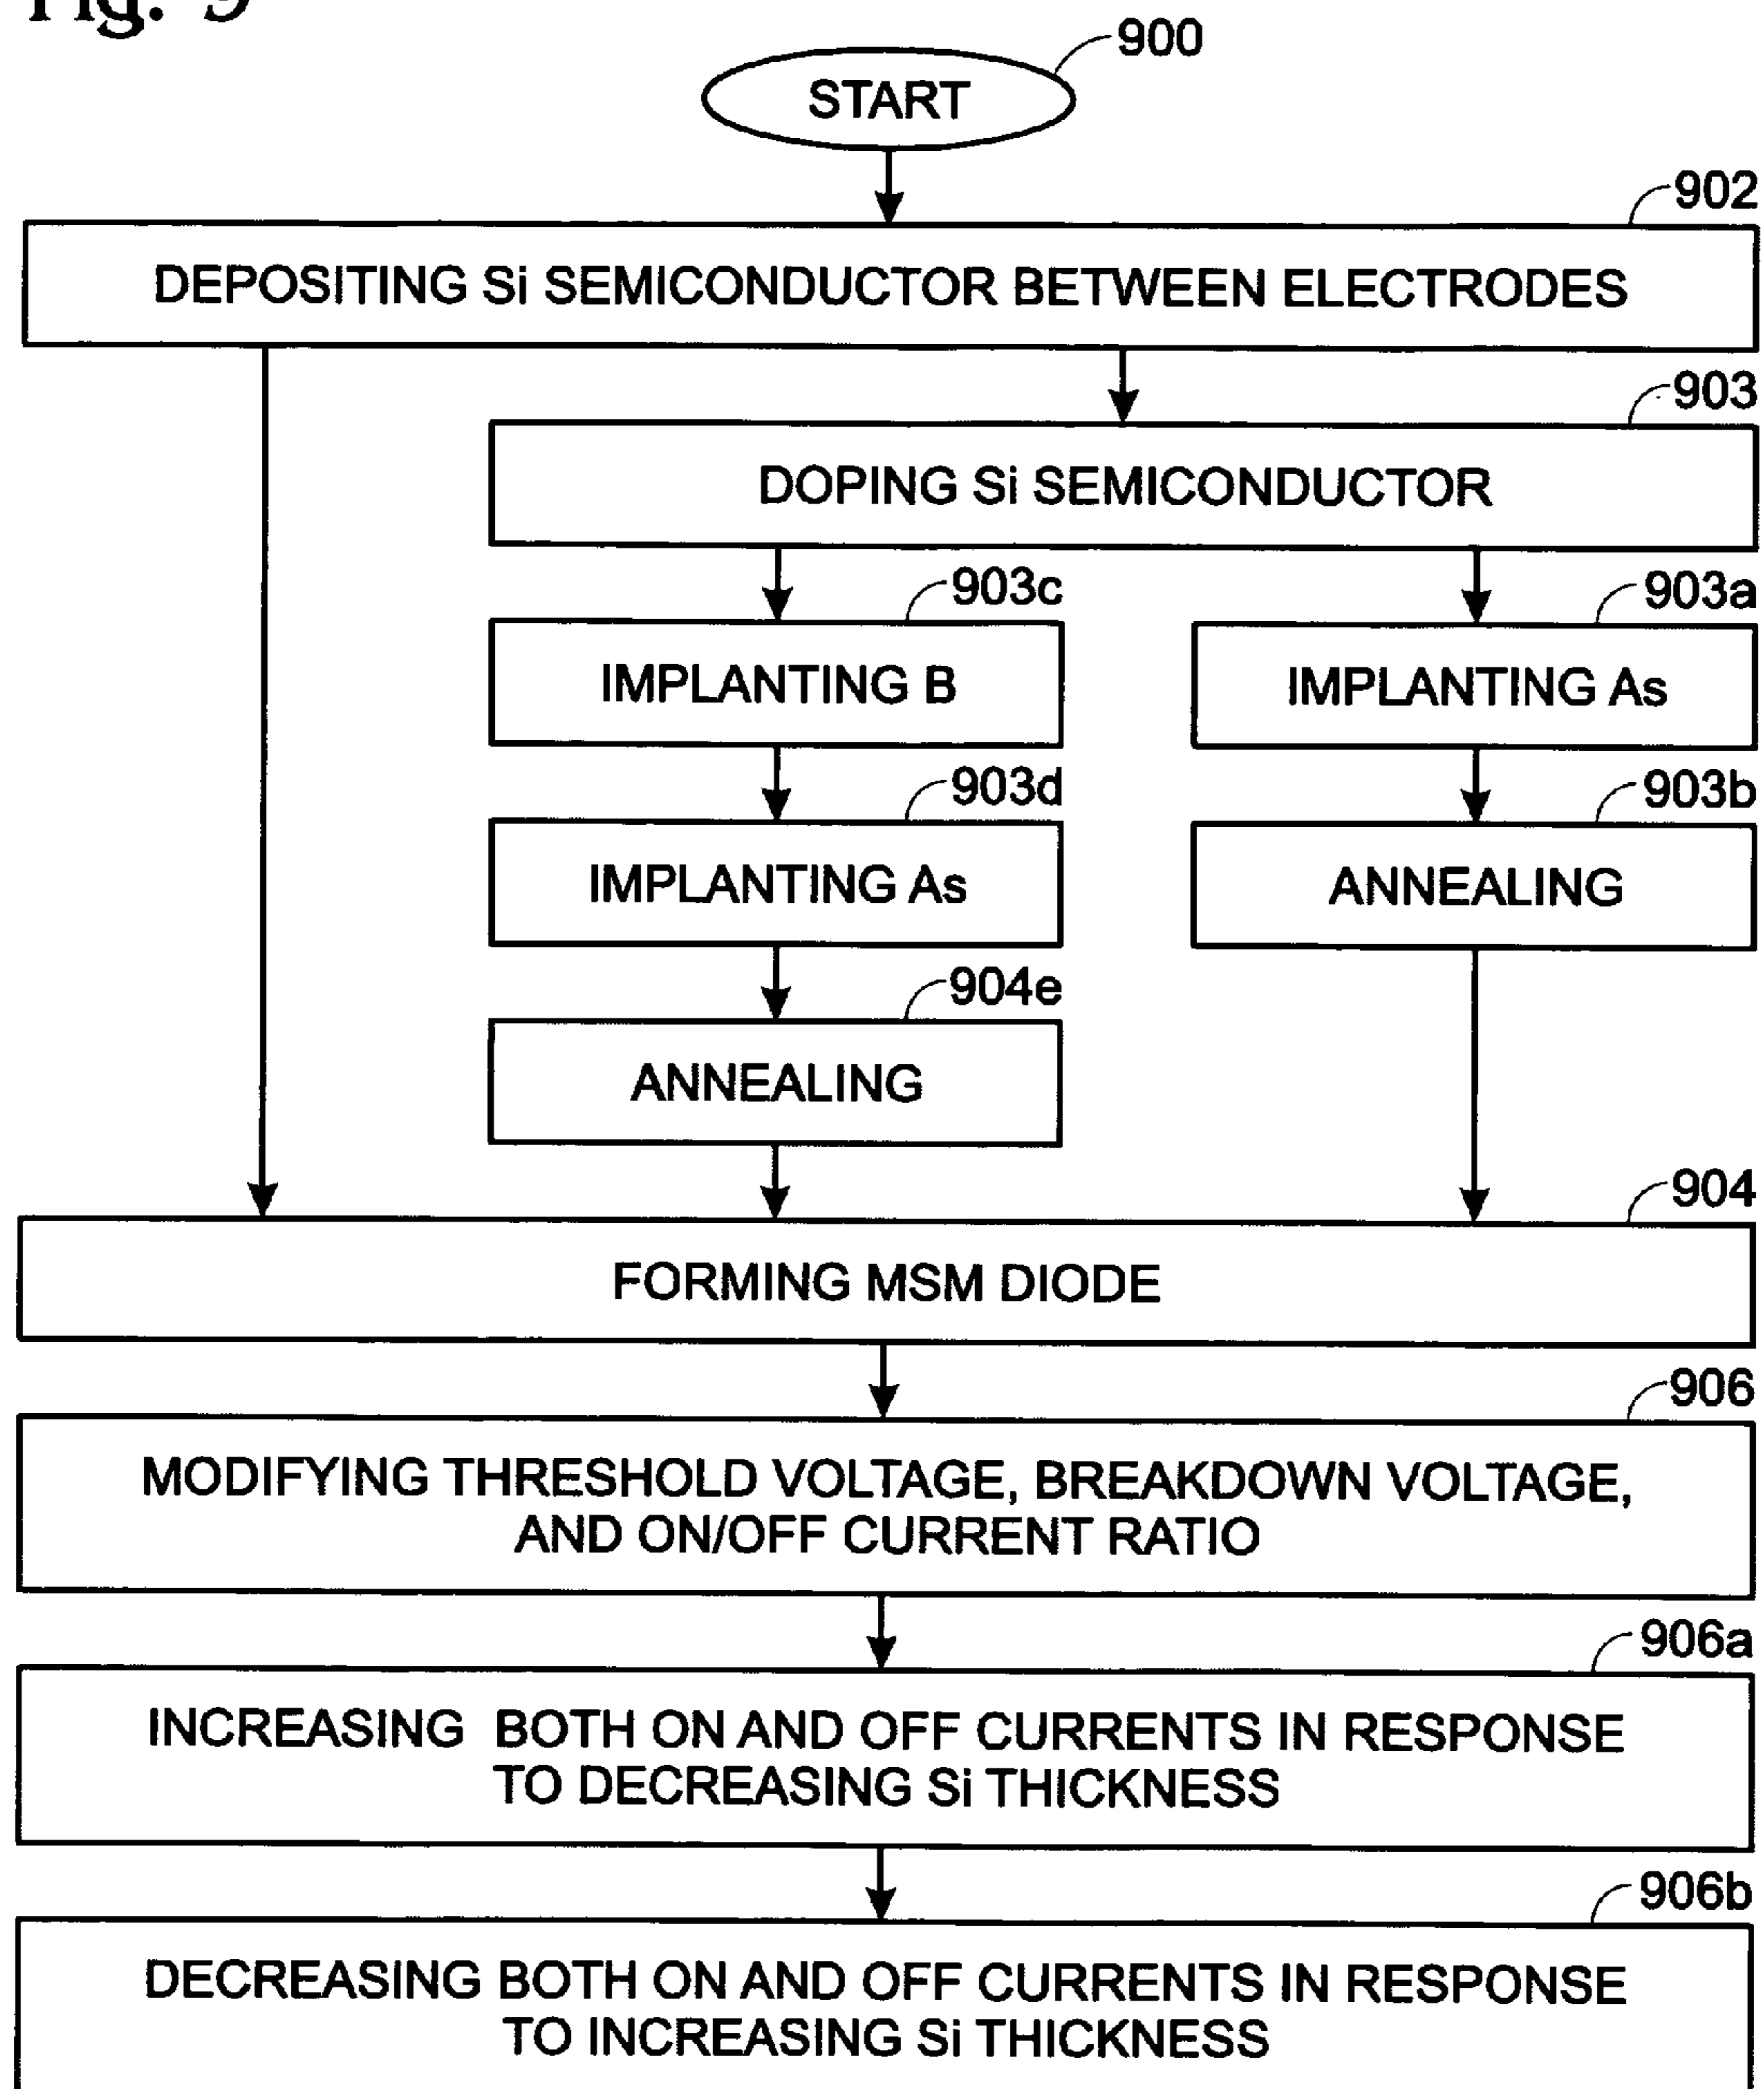 Fig. 9
900
START
902
DEPOSITING Si SEMICONDUCTOR BETWEEN ELECTRODES
903
DOPING Si SEMICONDUCTOR
903c
903a
IMPLANTING B
IMPLANTING As
903d
903b
IMPLANTING As
ANNEALING
904e
ANNEALING
904
FORMING MSM DIODE
906
MODIFYING THRESHOLD VOLTAGE, BREAKDOWN VOLTAGE,
AND ON/OFF CURRENT RATIO
906a
INCREASING BOTH ON AND OFF CURRENTS IN RESPONSE
TO DECREASING Si THICKNESS
906b
DECREASING BOTH ON AND OFF CURRENTS IN RESPONSE
TO INCREASING Si THICKNESS